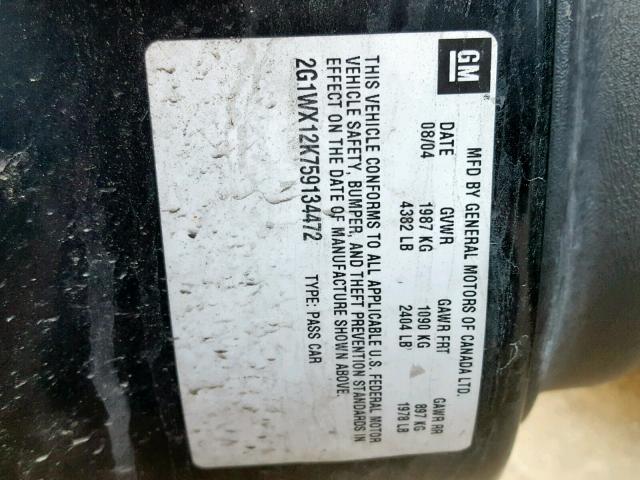 GM
MFD BY GENERAL MOTORS OF CANADA LTD.
DATE GVWR GAWR FRT GAWR RR
08/04 1987 KG 1090 KG 897 KG
4382 LB 2404 LB 1978 LB
THIS VEHICLE CONFORMS TO ALL APPLICABLE U.S. FEDERAL MOTOR
VEHICLE SAFETY, BUMPER, AND THEFT PREVENTION STANDARDS IN
EFFECT ON THE DATE OF MANUFACTURE SHOWN ABOVE.
2G1WX12K759134472 TYPE: PASS CAR